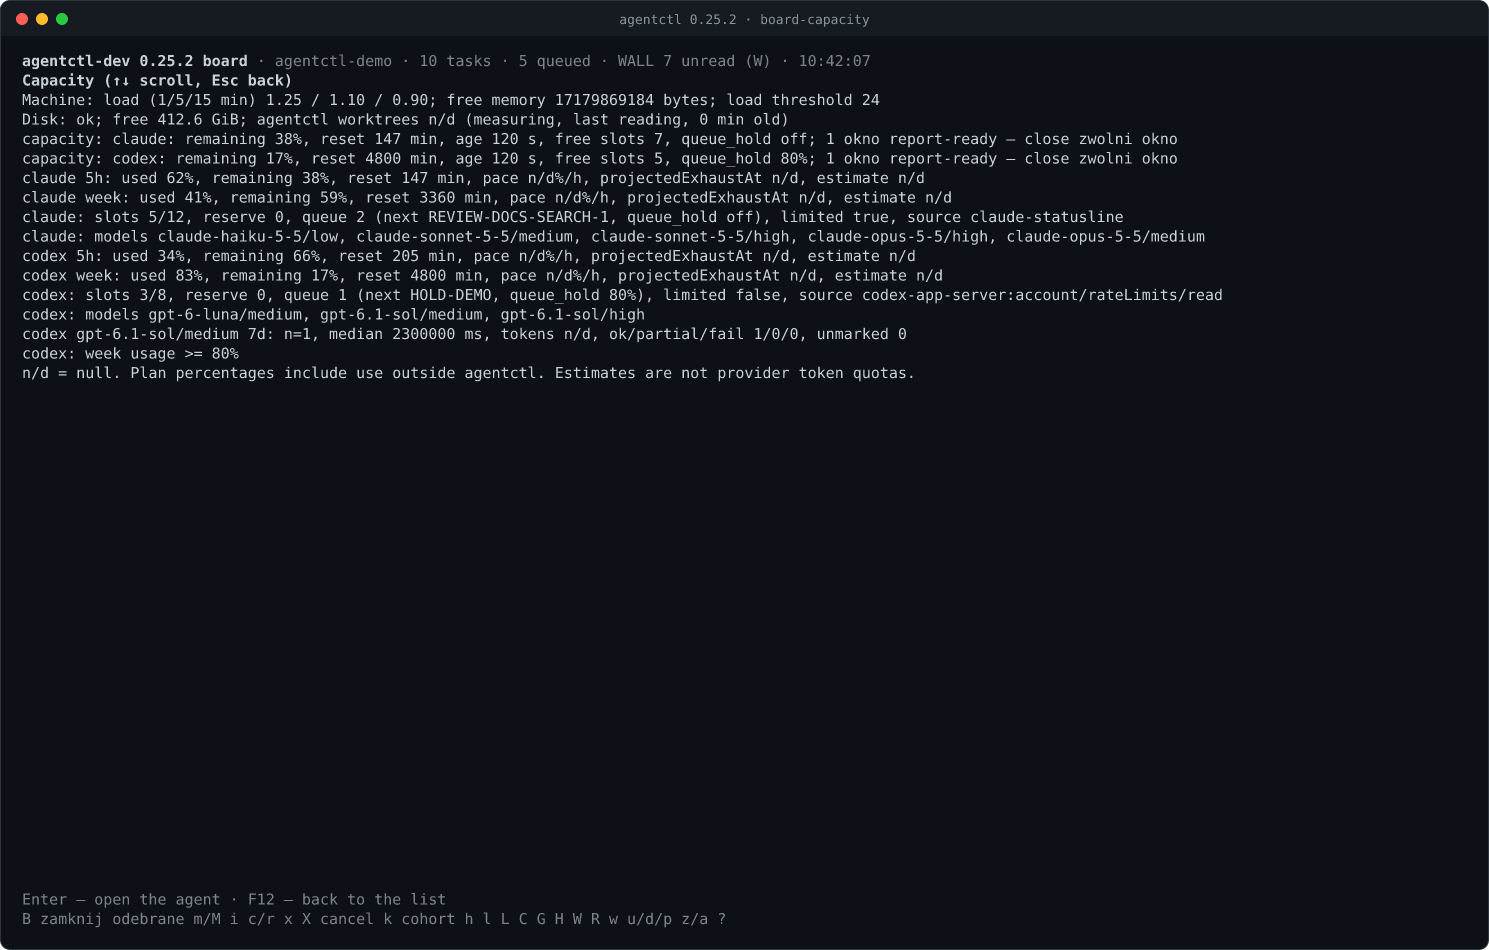 agentctl 0.25.2 · board-capacity
agentctl-dev 0.25.2 board · agentctl-demo · 10 tasks · 5 queued · WALL 7 unread (W) · 10:42:07
Capacity (↑↓ scroll, Esc back)
Machine: load (1/5/15 min) 1.25 / 1.10 / 0.90; free memory 17179869184 bytes; load threshold 24
Disk: ok; free 412.6 GiB; agentctl worktrees n/d (measuring, last reading, 0 min old)
capacity: claude: remaining 38%, reset 147 min, age 120 s, free slots 7, queue_hold off; 1 okno report-ready — close zwolni okno
capacity: codex: remaining 17%, reset 4800 min, age 120 s, free slots 5, queue_hold 80%; 1 okno report-ready — close zwolni okno
claude 5h: used 62%, remaining 38%, reset 147 min, pace n/d%/h, projectedExhaustAt n/d, estimate n/d
claude week: used 41%, remaining 59%, reset 3360 min, pace n/d%/h, projectedExhaustAt n/d, estimate n/d
claude: slots 5/12, reserve 0, queue 2 (next REVIEW-DOCS-SEARCH-1, queue_hold off), limited true, source claude-statusline
claude: models claude-haiku-5-5/low, claude-sonnet-5-5/medium, claude-sonnet-5-5/high, claude-opus-5-5/high, claude-opus-5-5/medium
codex 5h: used 34%, remaining 66%, reset 205 min, pace n/d%/h, projectedExhaustAt n/d, estimate n/d
codex week: used 83%, remaining 17%, reset 4800 min, pace n/d%/h, projectedExhaustAt n/d, estimate n/d
codex: slots 3/8, reserve 0, queue 1 (next HOLD-DEMO, queue_hold 80%), limited false, source codex-app-server:account/rateLimits/read
codex: models gpt-6-luna/medium, gpt-6.1-sol/medium, gpt-6.1-sol/high
codex gpt-6.1-sol/medium 7d: n=1, median 2300000 ms, tokens n/d, ok/partial/fail 1/0/0, unmarked 0
codex: week usage >= 80%
n/d = null. Plan percentages include use outside agentctl. Estimates are not provider token quotas.
Enter — open the agent · F12 — back to the list
B zamknij odebrane m/M i c/r x X cancel k cohort h l L C G H W R w u/d/p z/a ?